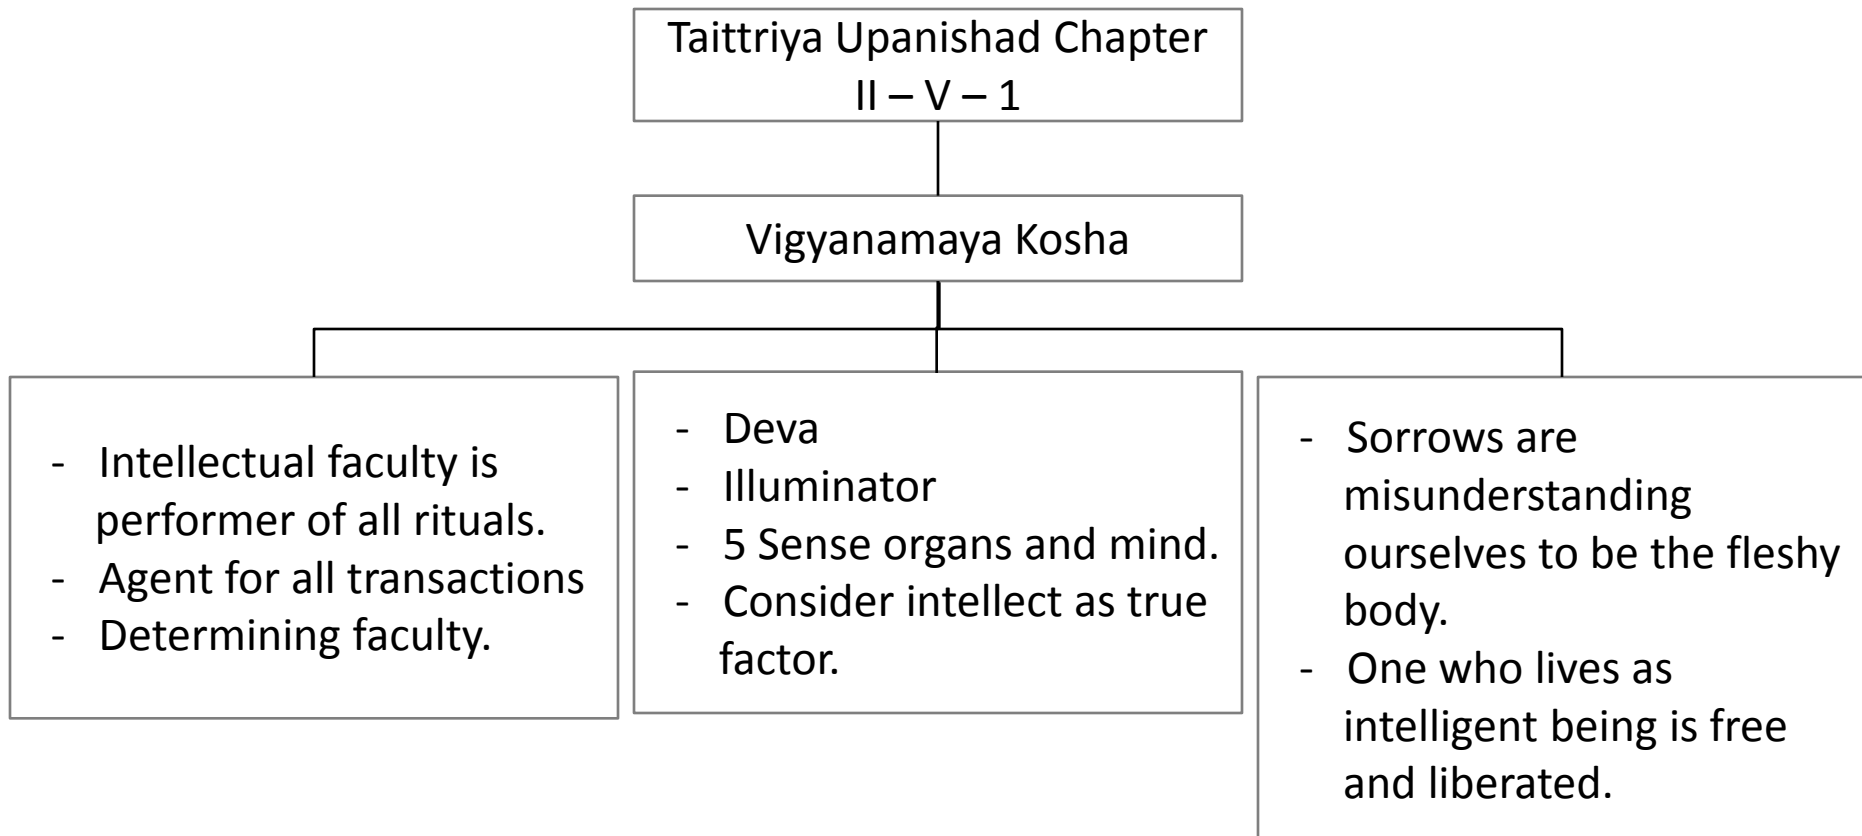 Taittriya Upanishad Chapter
II – V – 1
Vigyanamaya Kosha
- Intellectual faculty is
performer of all rituals.
- Agent for all transactions
- Determining faculty.
- Deva
- Illuminator
- 5 Sense organs and mind.
- Consider intellect as true
factor.
- Sorrows are
misunderstanding
ourselves to be the fleshy
body.
- One who lives as
intelligent being is free
and liberated.